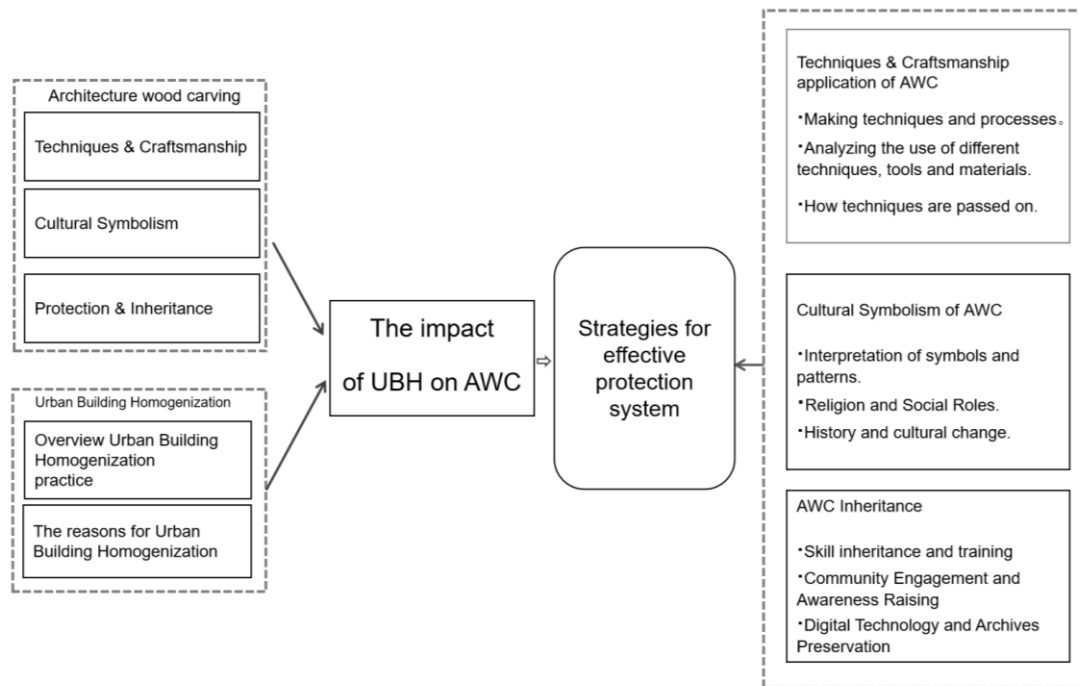 Architecture wood carving
Techniques & Craftsmanship
Cultural Symbolism
Protection & Inheritance
Urban Building Homogenization
Overview Urban Building
Homogenization
practice
The reasons for Urban
Building Homogenization
The impact
of UBH on AWC
Strategies for
effective
protection
system
Techniques & Craftsmanship
application of AWC
·Making techniques and processes。
·Analyzing the use of different
techniques, tools and materials.
·How techniques are passed on.
Cultural Symbolism of AWC
·Interpretation of symbols and
patterns.
·Religion and Social Roles.
·History and cultural change.
AWC Inheritance
·Skill inheritance and training
·Community Engagement and
Awareness Raising
·Digital Technology and Archives
Preservation